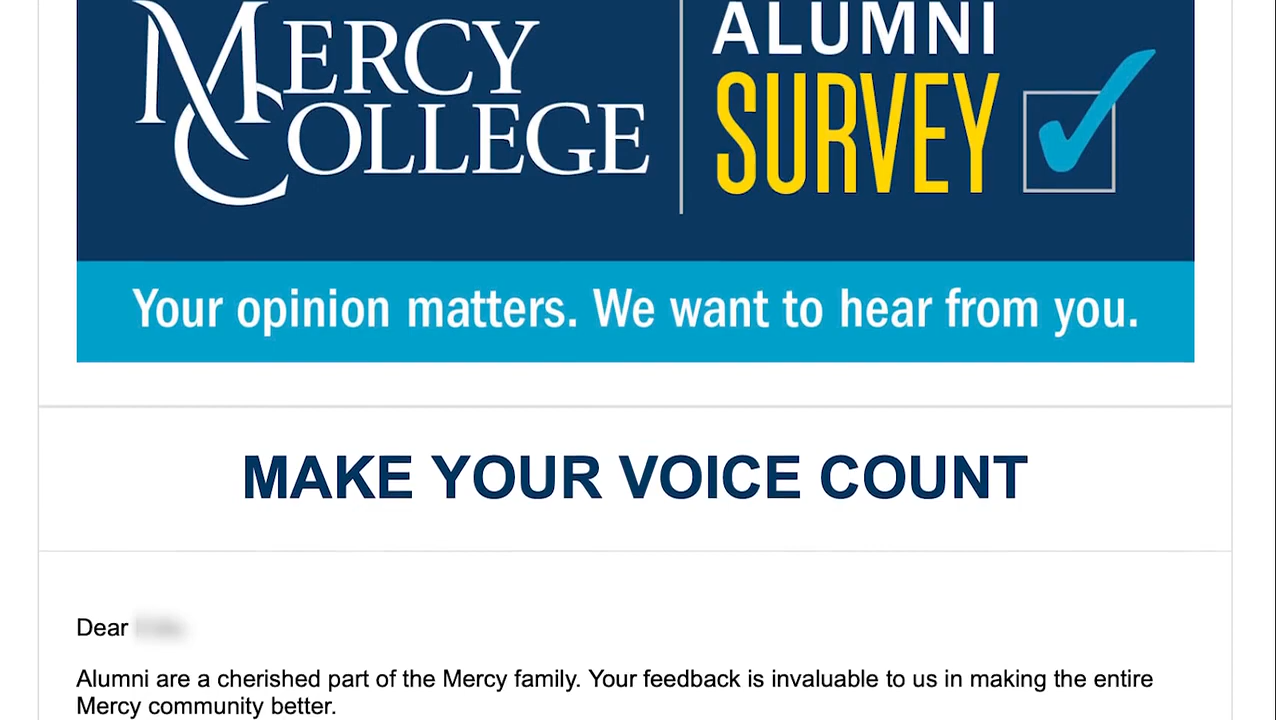 MERCY
COLLEGE
ALUMNI
SURVEY
Your opinion matters. We want to hear from you.
MAKE YOUR VOICE COUNT
Dear
Alumni are a cherished part of the Mercy family. Your feedback is invaluable to us in making the entire
Mercy community better.